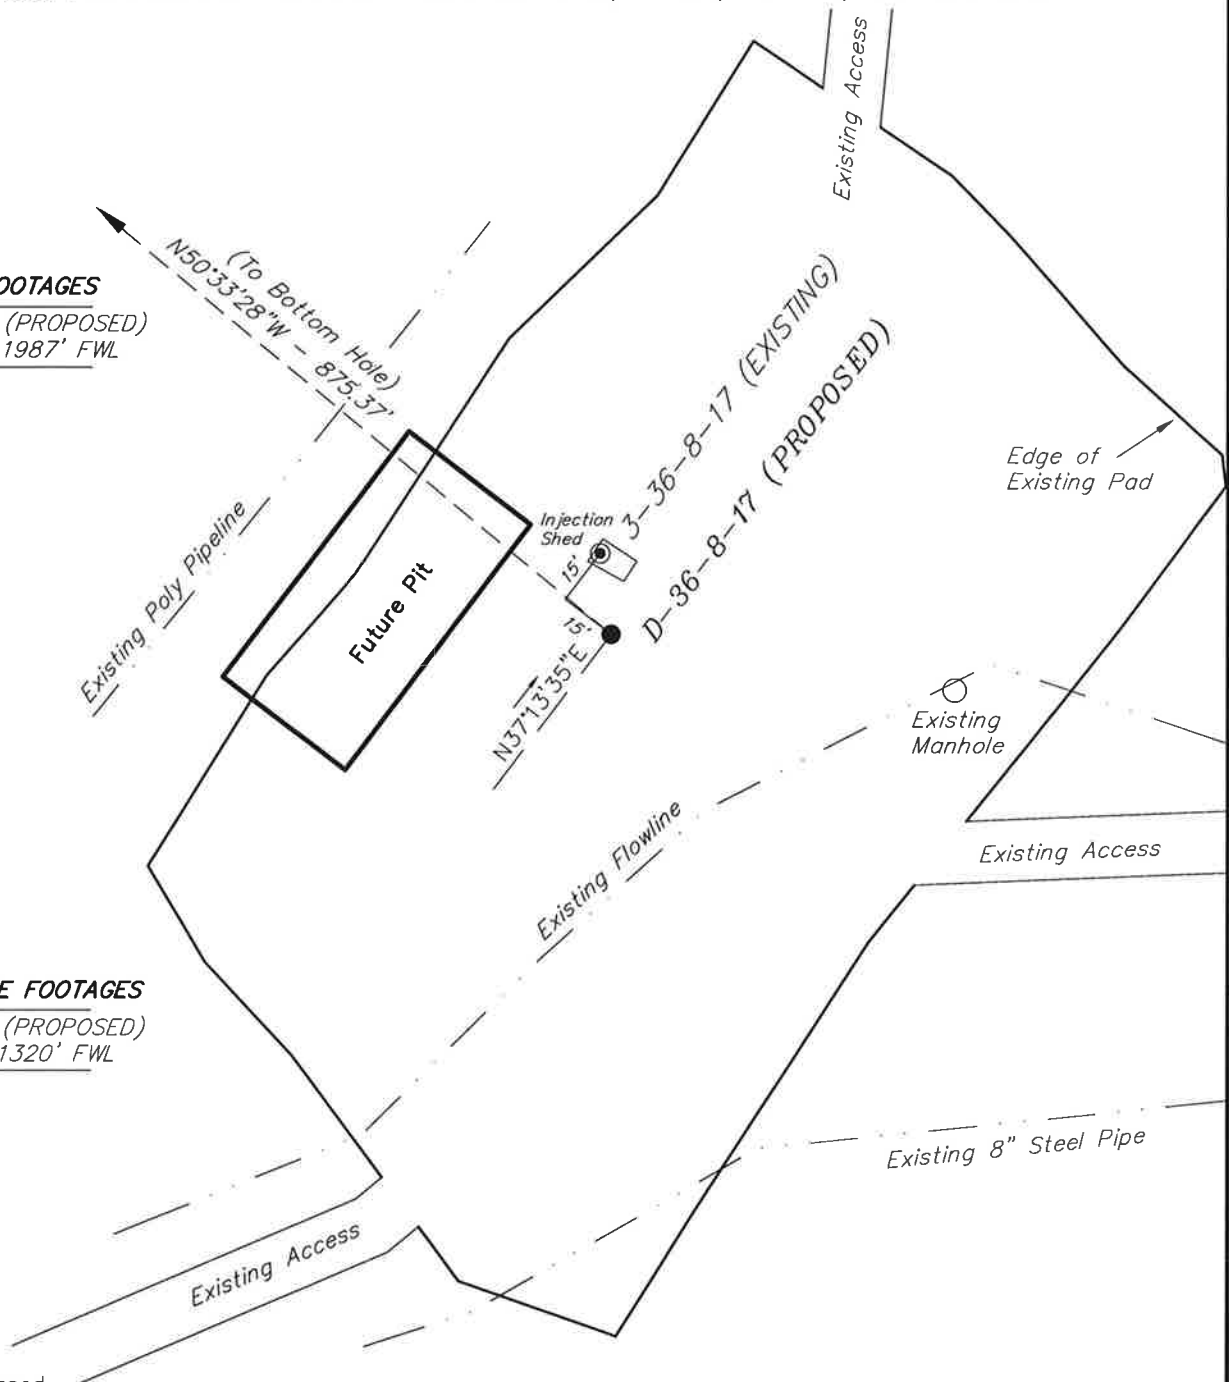 Existing Access
(To Bottom Hole)
N50°33'28"W - 875.37'
OOTAGES
(PROPOSED)
1987' FWL
3-36-8-17 (EXISTING)
D-36-8-17 (PROPOSED)
Edge of
Existing Pad
Injection
Shed
15'
15'
Existing Poly Pipeline
Future Pit
N37°13'35"E
Existing
Manhole
Existing Flowline
Existing Access
E FOOTAGES
(PROPOSED)
1320' FWL
Existing 8" Steel Pipe
Existing Access